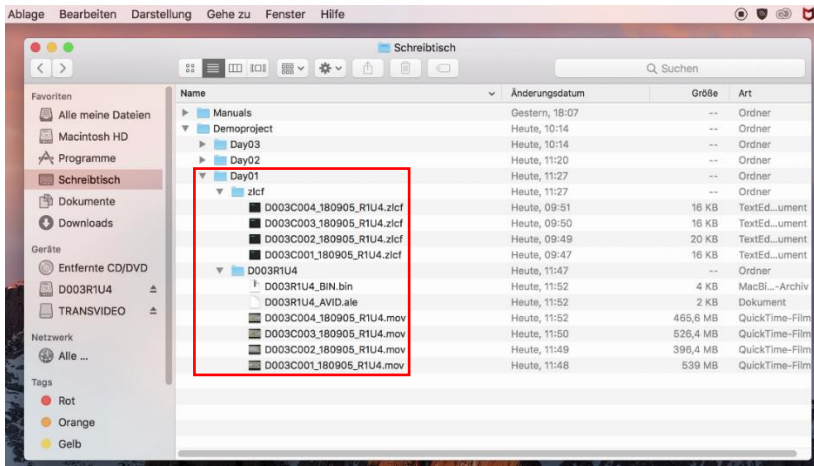 Ablage Bearbeiten Darstellung Gehe zu Fenster Hilfe
Schreibtisch
Suchen
Favoriten
Alle meine Dateien
Macintosh HD
Programme
Schreibtisch
Dokumente
Downloads
Geräte
Entfernte CD/DVD
D003R1U4
TRANSVIDEO
Netzwerk
Alle ...
Tags
Rot
Orange
Gelb
Name Änderungsdatum Größe Art
Manuals Gestern, 18:07 -- Ordner
Demoproject Heute, 10:14 -- Ordner
Day03 Heute, 10:14 -- Ordner
Day02 Heute, 11:20 -- Ordner
Day01 Heute, 11:27 -- Ordner
zlcf Heute, 11:27 -- Ordner
D003C004_180905_R1U4.zlcf Heute, 09:51 16 KB TextEd...ument
D003C003_180905_R1U4.zlcf Heute, 09:50 16 KB TextEd...ument
D003C002_180905_R1U4.zlcf Heute, 09:49 20 KB TextEd...ument
D003C001_180905_R1U4.zlcf Heute, 09:47 16 KB TextEd...ument
D003R1U4 Heute, 11:47 -- Ordner
D003R1U4_BIN.bin Heute, 11:52 4 KB MacBi...-Archiv
D003R1U4_AVID.ale Heute, 11:52 2 KB Dokument
D003C004_180905_R1U4.mov Heute, 11:52 465,6 MB QuickTime-Film
D003C003_180905_R1U4.mov Heute, 11:50 526,4 MB QuickTime-Film
D003C002_180905_R1U4.mov Heute, 11:49 396,4 MB QuickTime-Film
D003C001_180905_R1U4.mov Heute, 11:48 539 MB QuickTime-Film